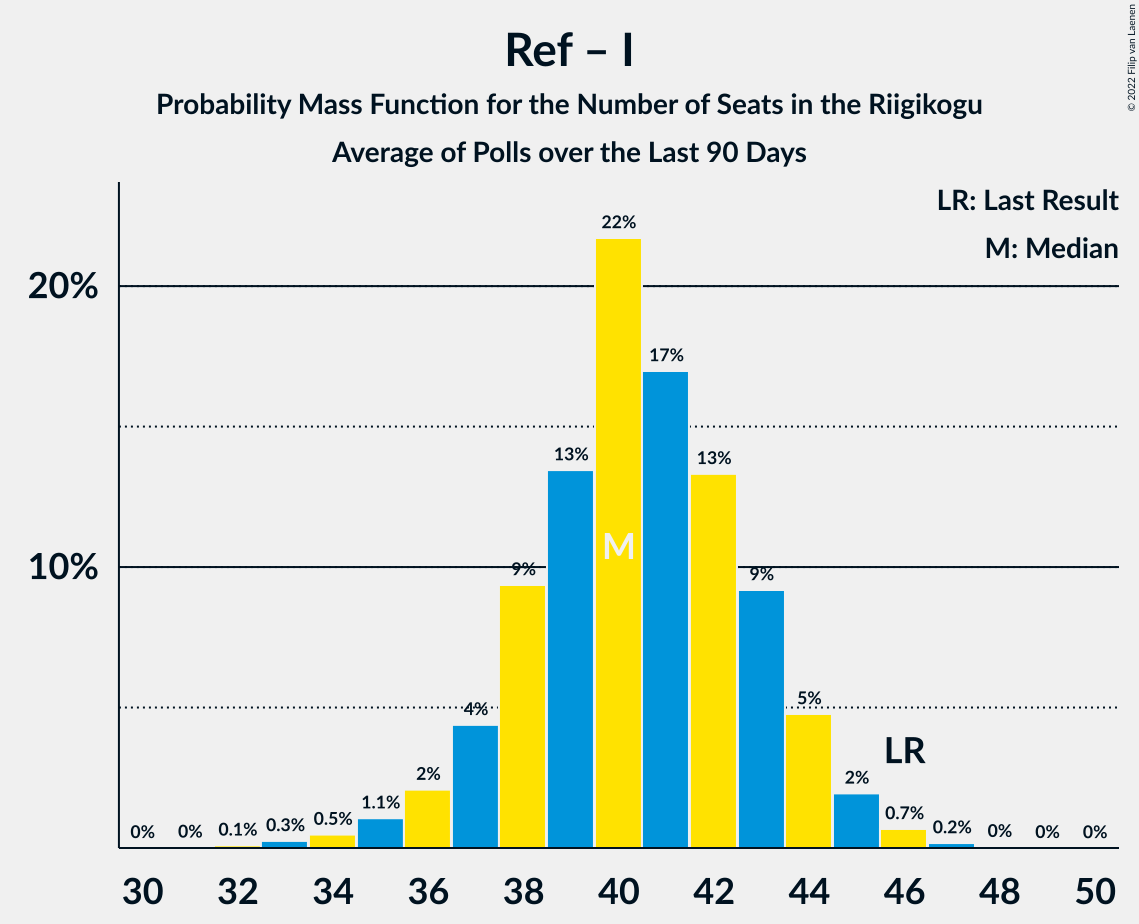 Ref – I
Probability Mass Function for the Number of Seats in the Riigikogu
Average of Polls over the Last 90 Days
© 2022 Filip van Laenen
LR: Last Result
M: Median
20%
10%
0%
0%
0.1%
0.3%
0.5%
1.1%
2%
4%
9%
13%
22%
17%
13%
9%
5%
2%
0.7%
0.2%
0%
0%
0%
M
LR
30 32 34 36 38 40 42 44 46 48 50